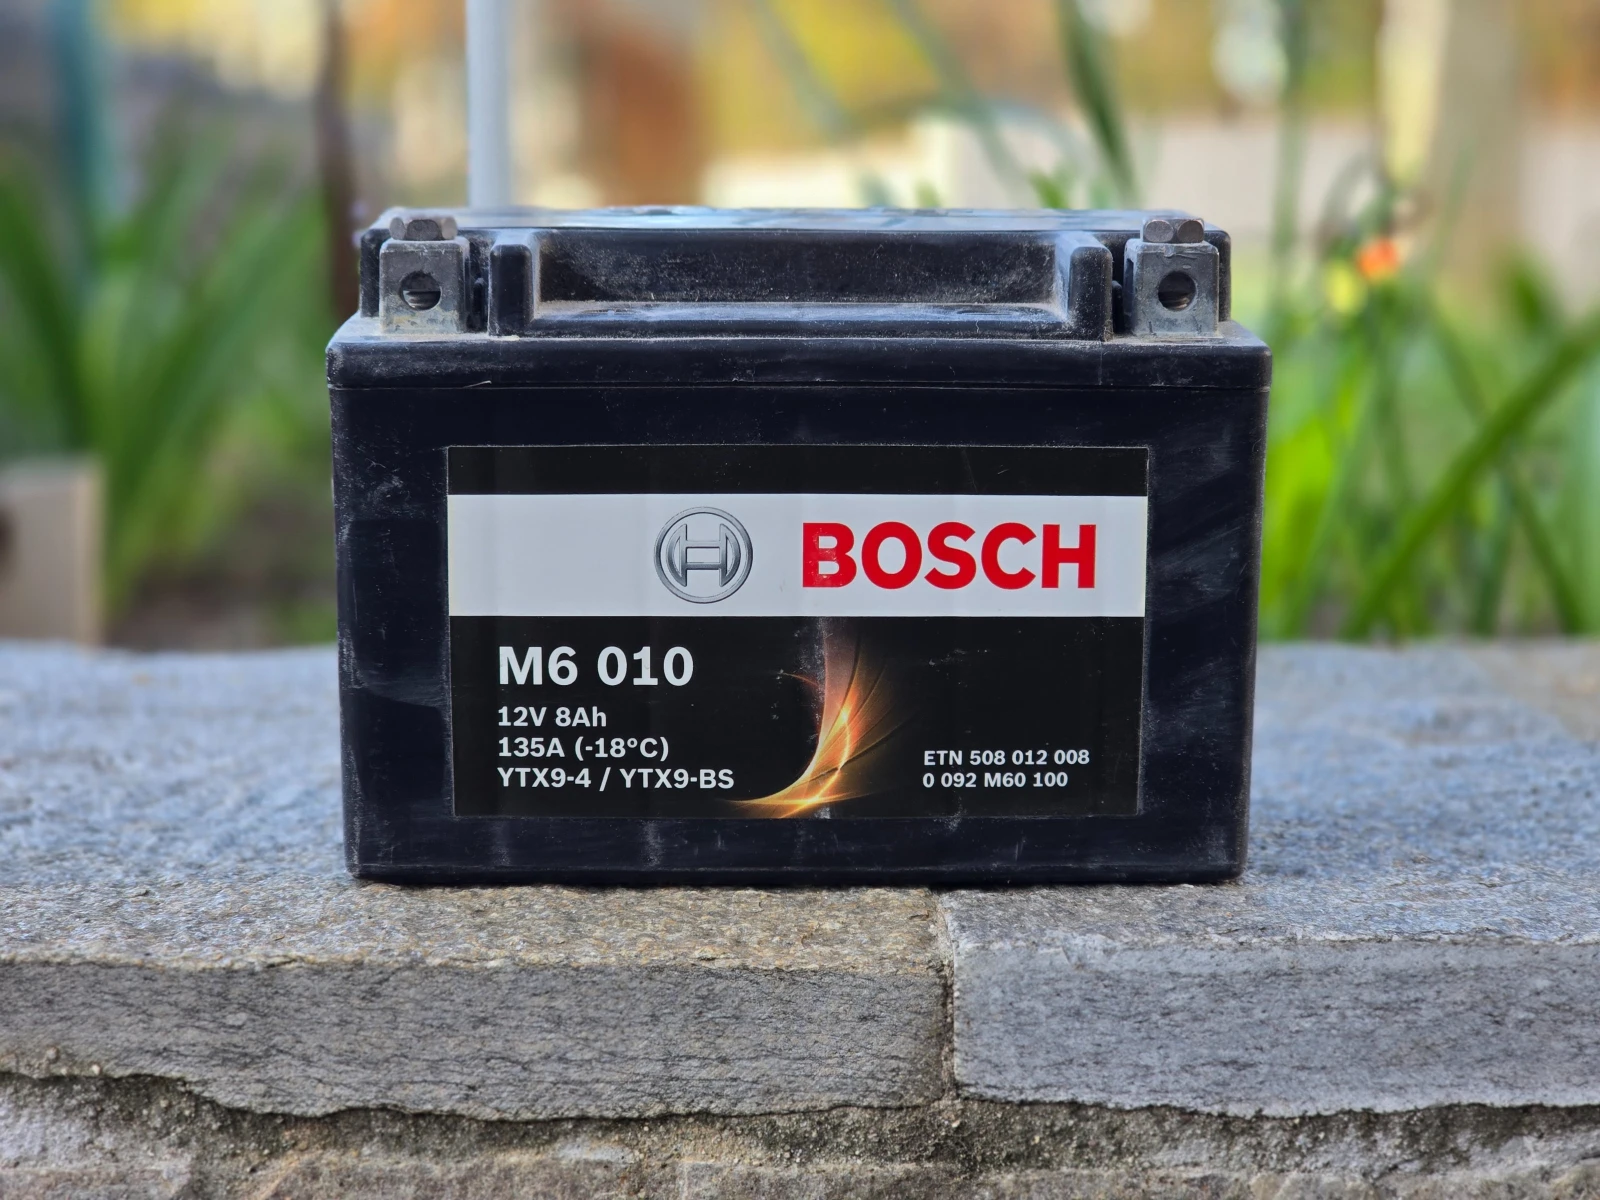 BOSCH
M6 010
12V 8Ah
135A (-18°C)
YTX9-4 / YTX9-BS
ETN 508 012 008
0 092 M60 100